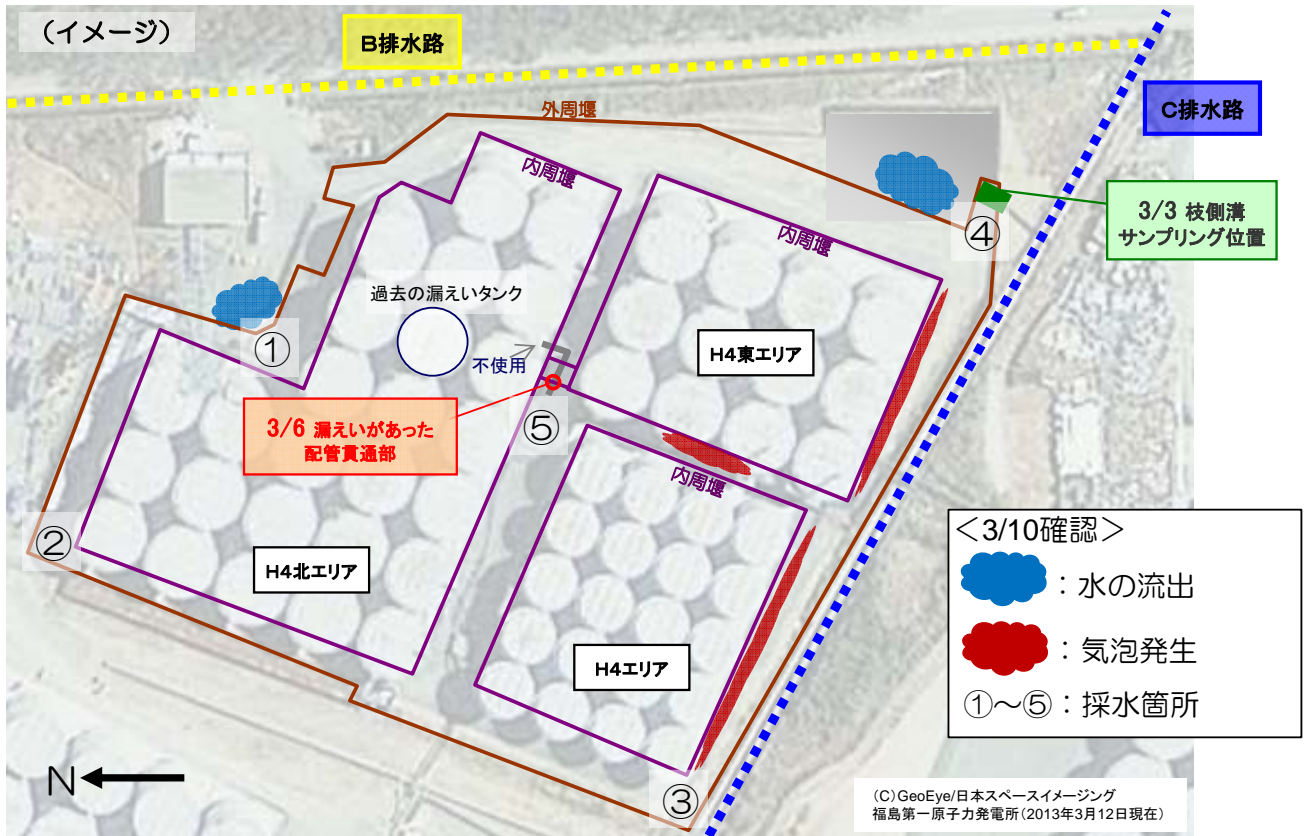 （イメージ）
B排水路
C排水路
外周堰
内周堰
内周堰
3/3 枝側溝
サンプリング位置
④
過去の漏えいタンク
①
不使用
H4東エリア
3/6 漏えいがあった
配管貫通部
⑤
内周堰
②
H4北エリア
H4エリア
＜3/10確認＞
：水の流出
：気泡発生
①～⑤：採水箇所
N
③
(C)GeoEye/日本スペースイメージング
福島第一原子力発電所(2013年3月12日現在)